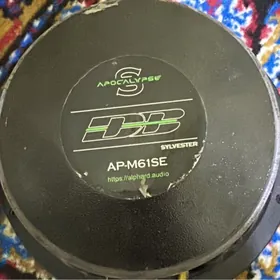 S
APOCALYPSE
DB
SYLVESTER
AP-M61SE
https://alphard.audio